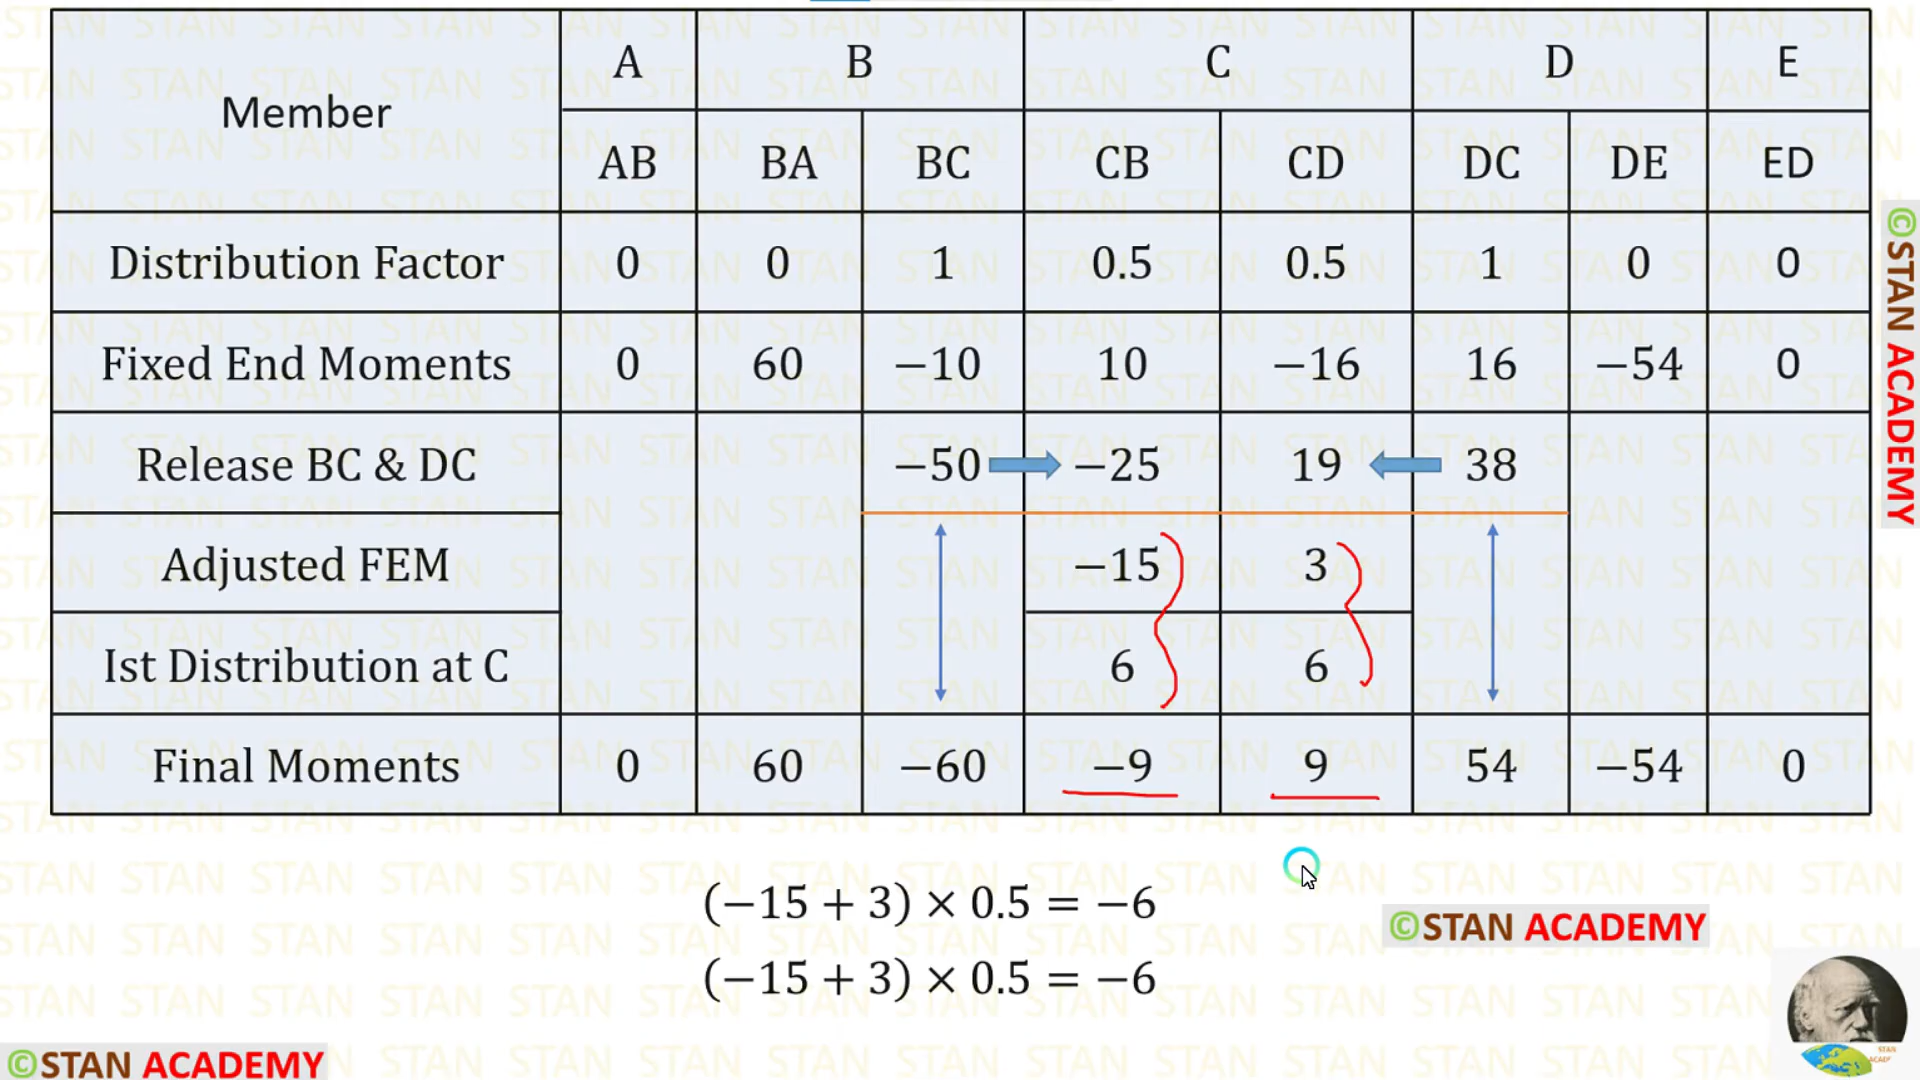 Member A B C D E
AB BA BC CB CD DC DE ED
Distribution Factor 0 0 1 0.5 0.5 1 0 0
Fixed End Moments 0 60 −10 10 −16 16 −54 0
Release BC & DC −50 −25 19 38
Adjusted FEM −15 3
Ist Distribution at C 6 6
Final Moments 0 60 −60 −9 9 54 −54 0
(−15 + 3) × 0.5 = −6
(−15 + 3) × 0.5 = −6
©STAN ACADEMY
©STAN ACADEMY
©STAN ACADEMY